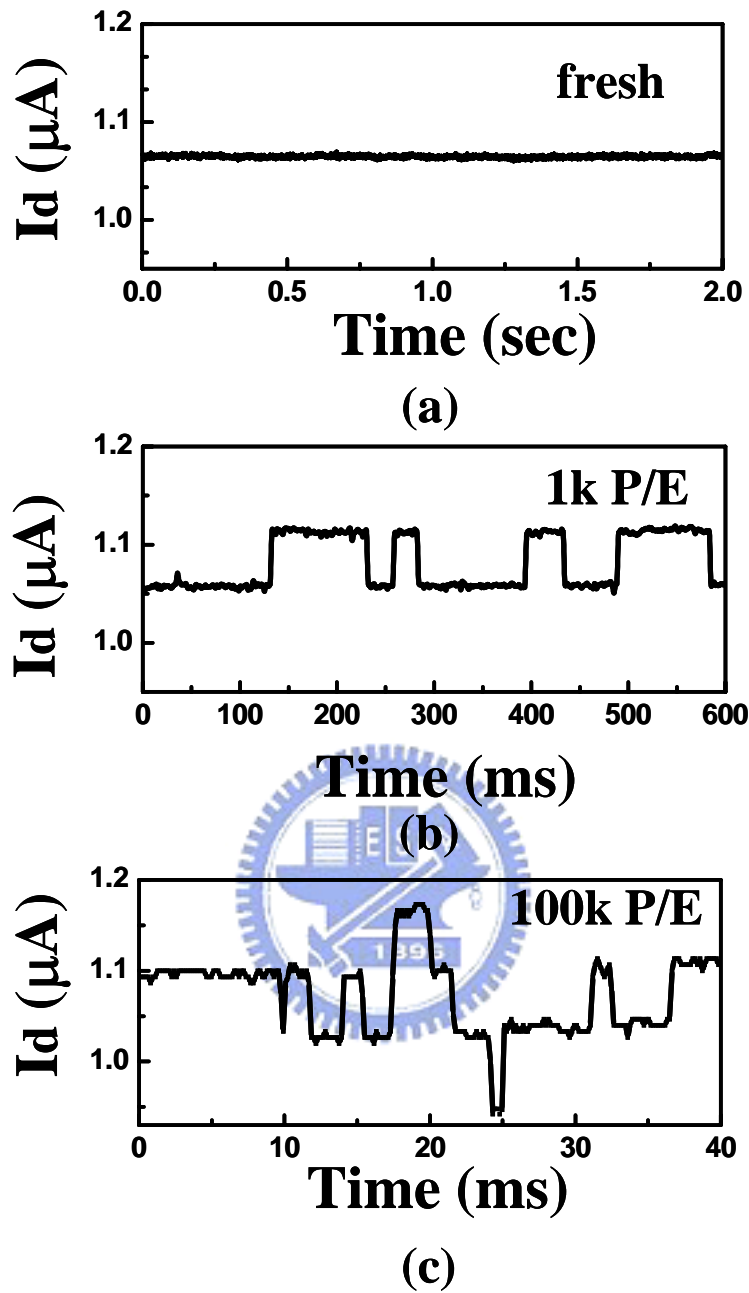 1.2
1.1
1.0
Id (μA)
fresh
0.0 0.5 1.0 1.5 2.0
Time (sec)
(a)
1.2
1.1
1.0
Id (μA)
1k P/E
0 100 200 300 400 500 600
Time (ms)
(b)
E S
1896
1.2
1.1
1.0
Id (μA)
100k P/E
0 10 20 30 40
Time (ms)
(c)